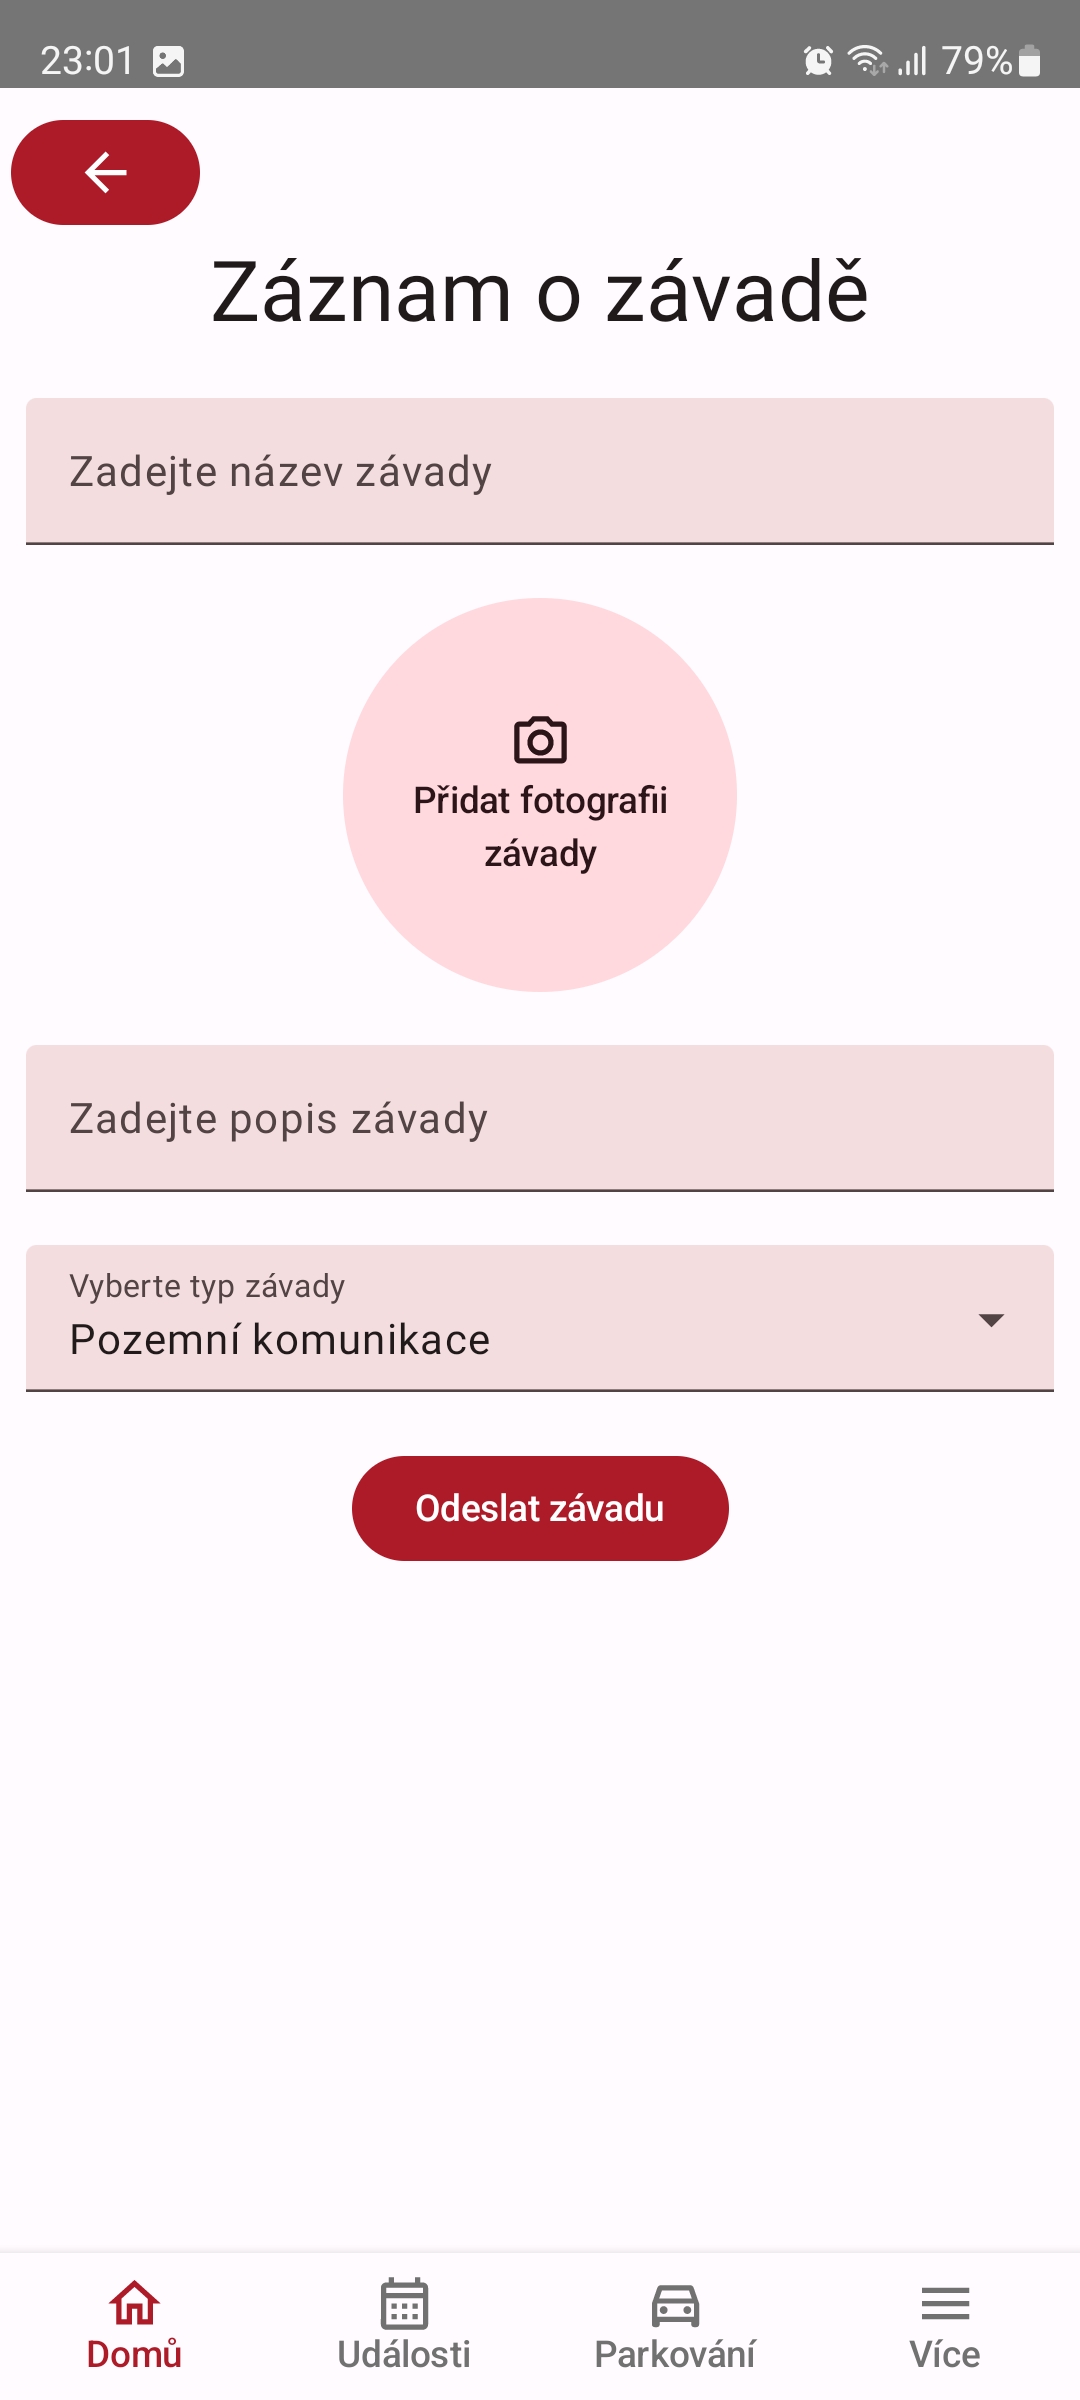 23:01
79%
Záznam o závadě
Zadejte název závady
Přidat fotografii
závady
Zadejte popis závady
Vyberte typ závady
Pozemní komunikace
Odeslat závadu
Domů
Události
Parkování
Více